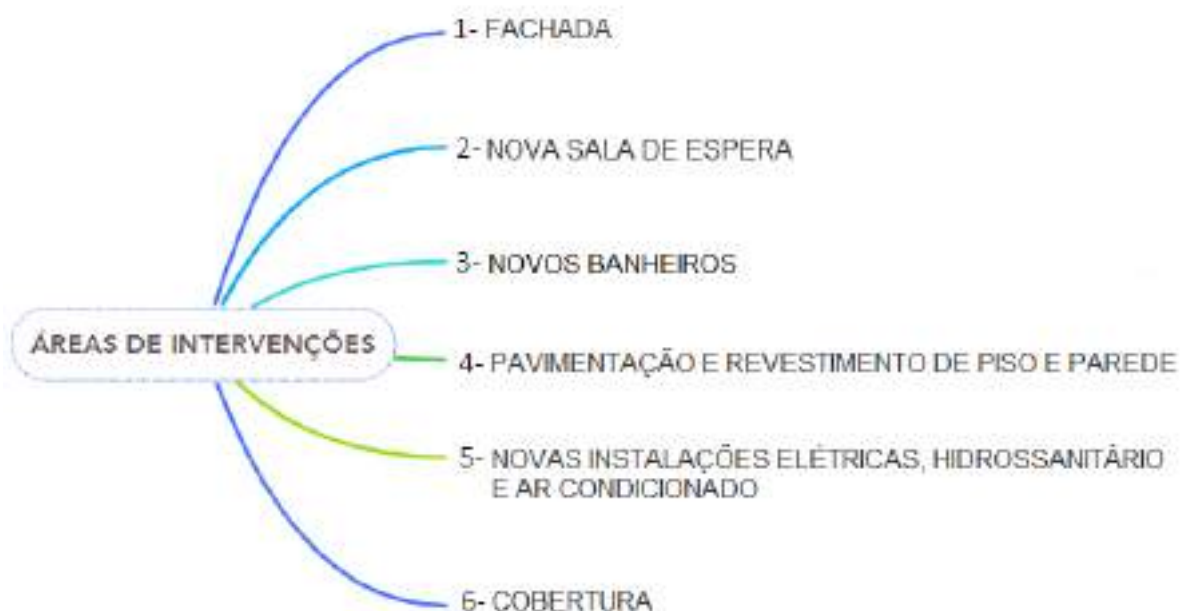 1- FACHADA
2- NOVA SALA DE ESPERA
3- NOVOS BANHEIROS
ÁREAS DE INTERVENÇÕES
4- PAVIMENTAÇÃO E REVESTIMENTO DE PISO E PAREDE
5- NOVAS INSTALAÇÕES ELÉTRICAS, HIDROSSANITÁRIO
E AR CONDICIONADO
6- COBERTURA